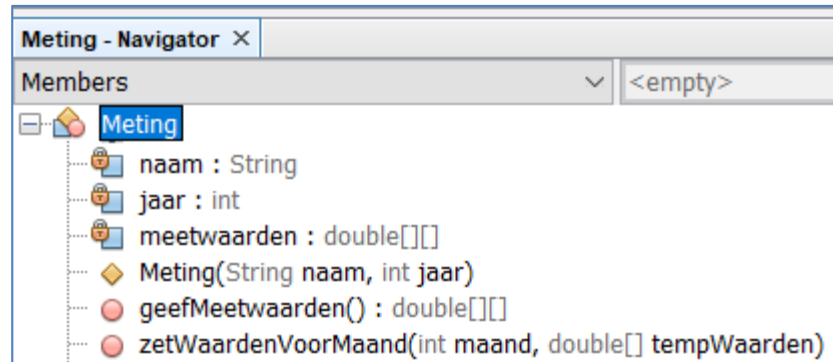 Meting - Navigator ×
Members <empty>
Meting
naam : String
jaar : int
meetwaarden : double[][]
Meting(String naam, int jaar)
geefMeetwaarden() : double[][]
zetWaardenVoorMaand(int maand, double[] tempWaarden)